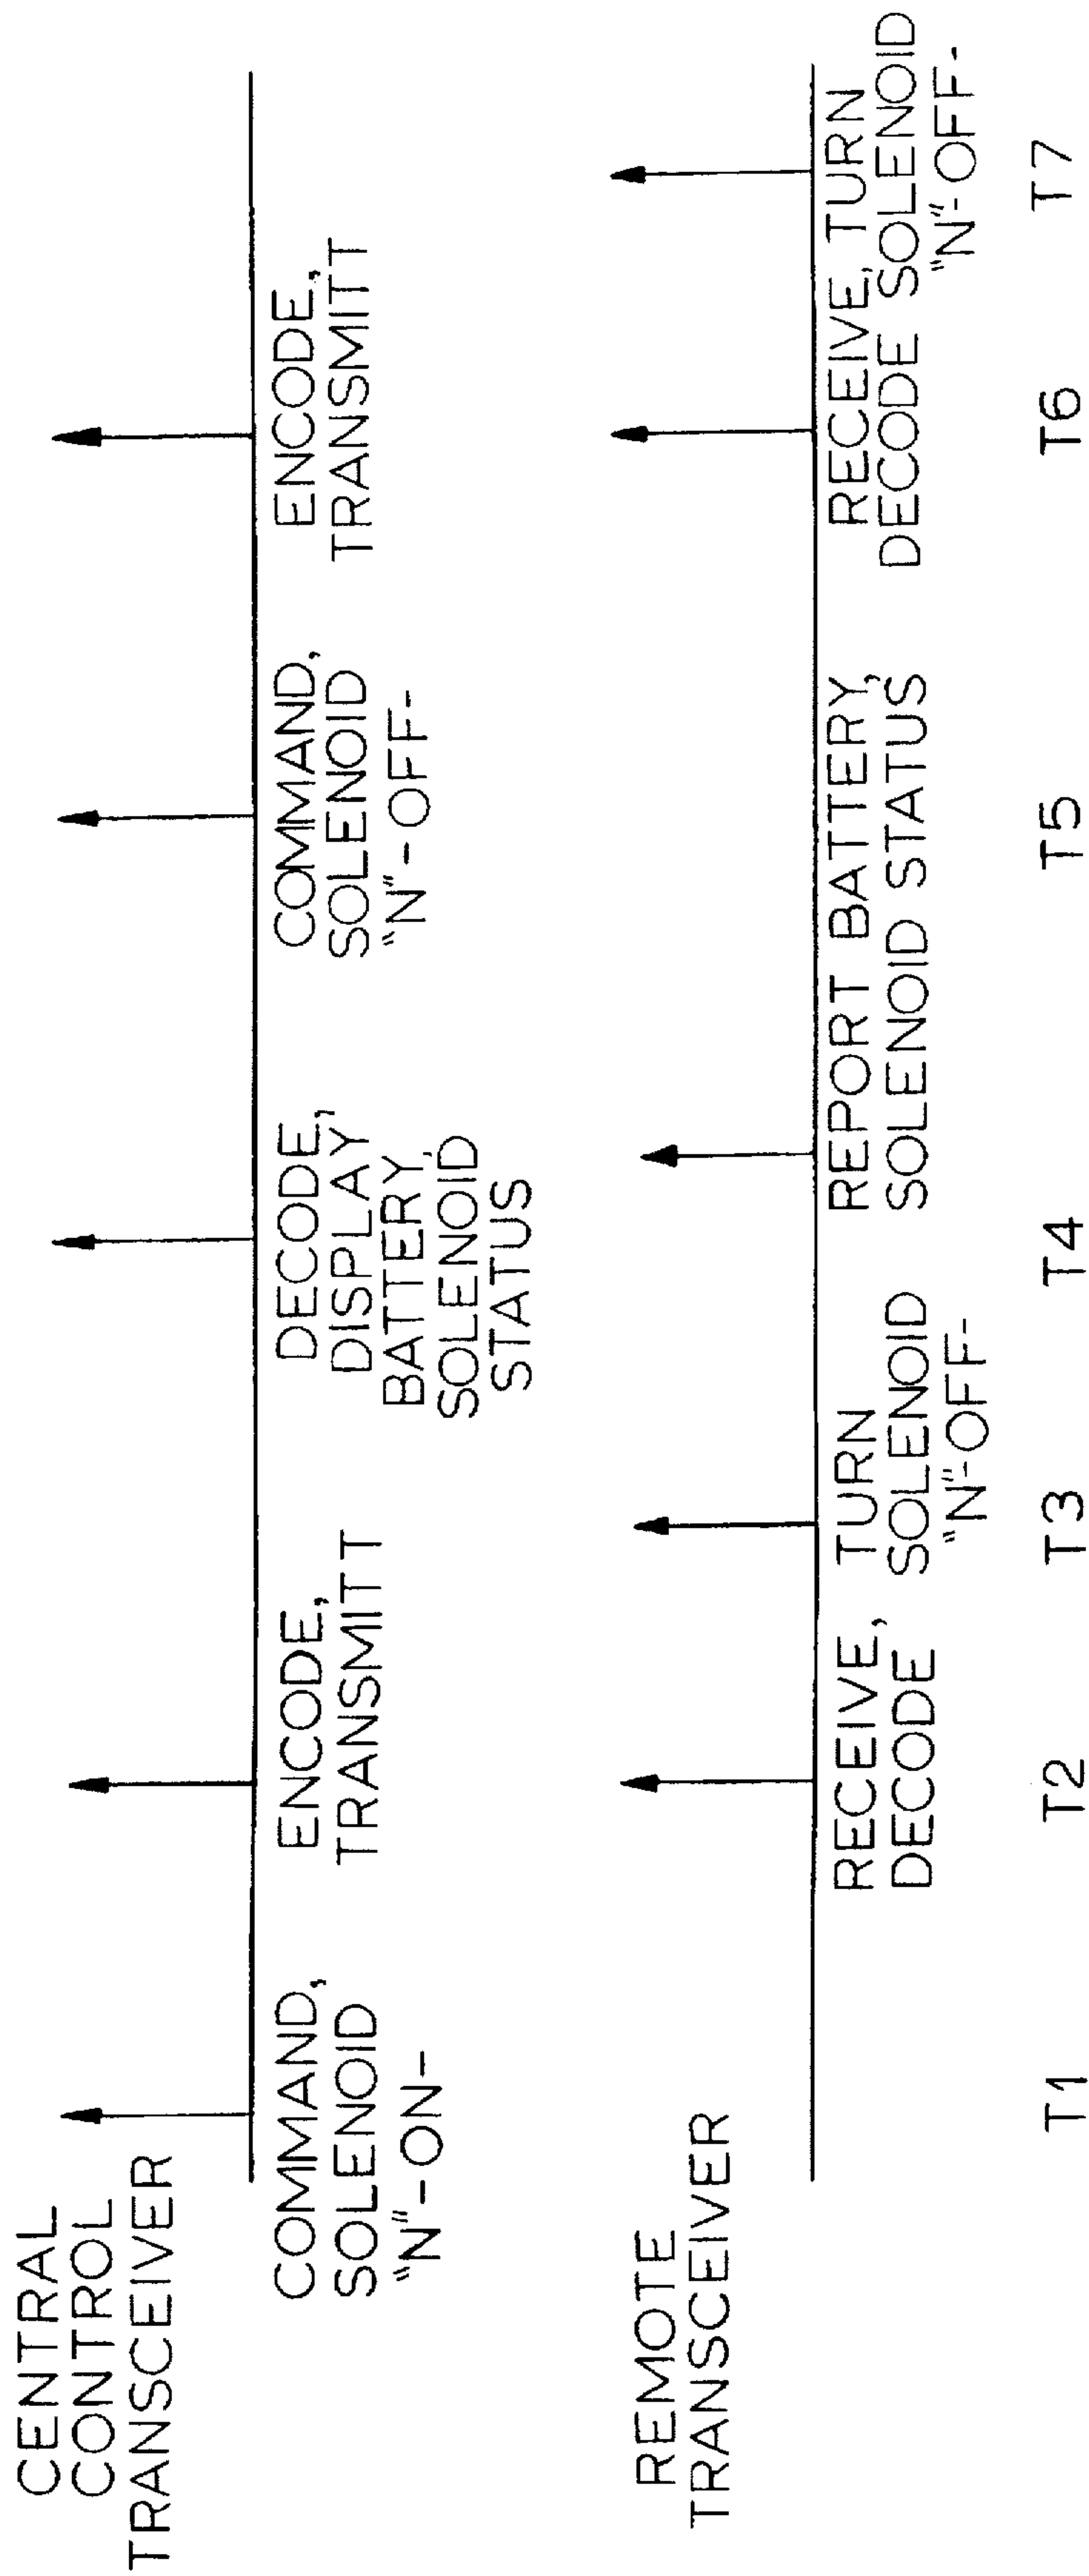 CENTRAL
CONTROL
TRANSCEIVER
COMMAND,
SOLENOID
"N"-ON-
ENCODE,
TRANSMITT
DECODE,
DISPLAY
BATTERY,
SOLENOID
STATUS
COMMAND,
SOLENOID
"N"-OFF-
ENCODE,
TRANSMITT
REMOTE
TRANSCEIVER
RECEIVE,
DECODE
TURN
SOLENOID
"N"-OFF-
REPORT BATTERY,
SOLENOID STATUS
RECEIVE,
DECODE
TURN
SOLENOID
"N"-OFF-
T1 T2 T3 T4 T5 T6 T7